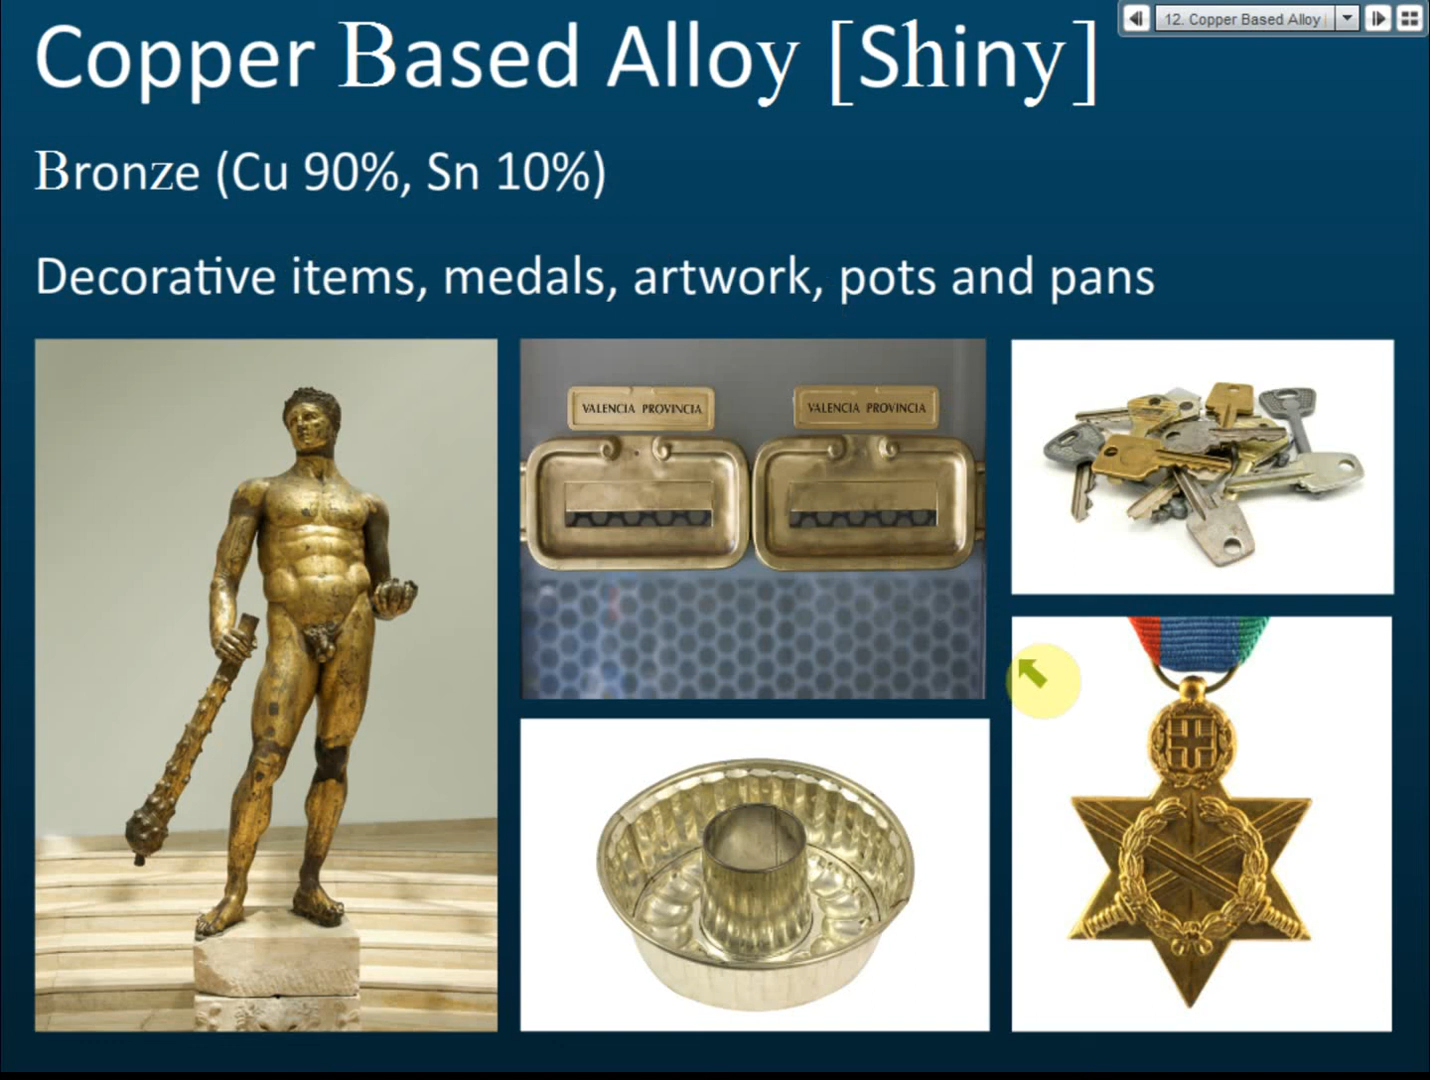 12. Copper Based Alloy
Copper Based Alloy [Shiny]
Bronze (Cu 90%, Sn 10%)
Decorative items, medals, artwork, pots and pans
VALENCIA PROVINCIA
VALENCIA PROVINCIA